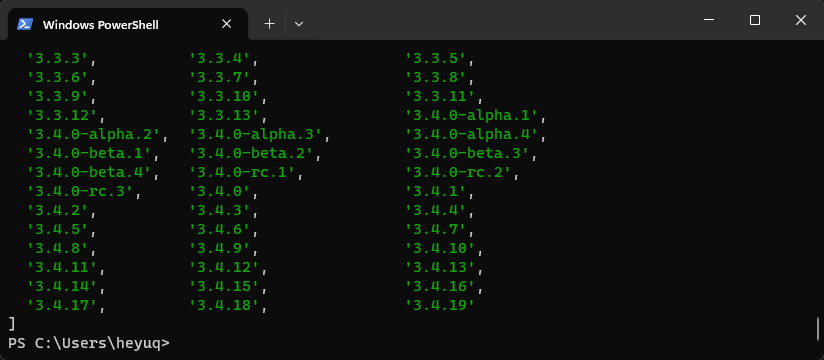 Windows PowerShell
'3.3.3', '3.3.4', '3.3.5',
'3.3.6', '3.3.7', '3.3.8',
'3.3.9', '3.3.10', '3.3.11',
'3.3.12', '3.3.13', '3.4.0-alpha.1',
'3.4.0-alpha.2', '3.4.0-alpha.3', '3.4.0-alpha.4',
'3.4.0-beta.1', '3.4.0-beta.2', '3.4.0-beta.3',
'3.4.0-beta.4', '3.4.0-rc.1', '3.4.0-rc.2',
'3.4.0-rc.3', '3.4.0', '3.4.1',
'3.4.2', '3.4.3', '3.4.4',
'3.4.5', '3.4.6', '3.4.7',
'3.4.8', '3.4.9', '3.4.10',
'3.4.11', '3.4.12', '3.4.13',
'3.4.14', '3.4.15', '3.4.16',
'3.4.17', '3.4.18', '3.4.19'
]
PS C:\Users\heyuq>